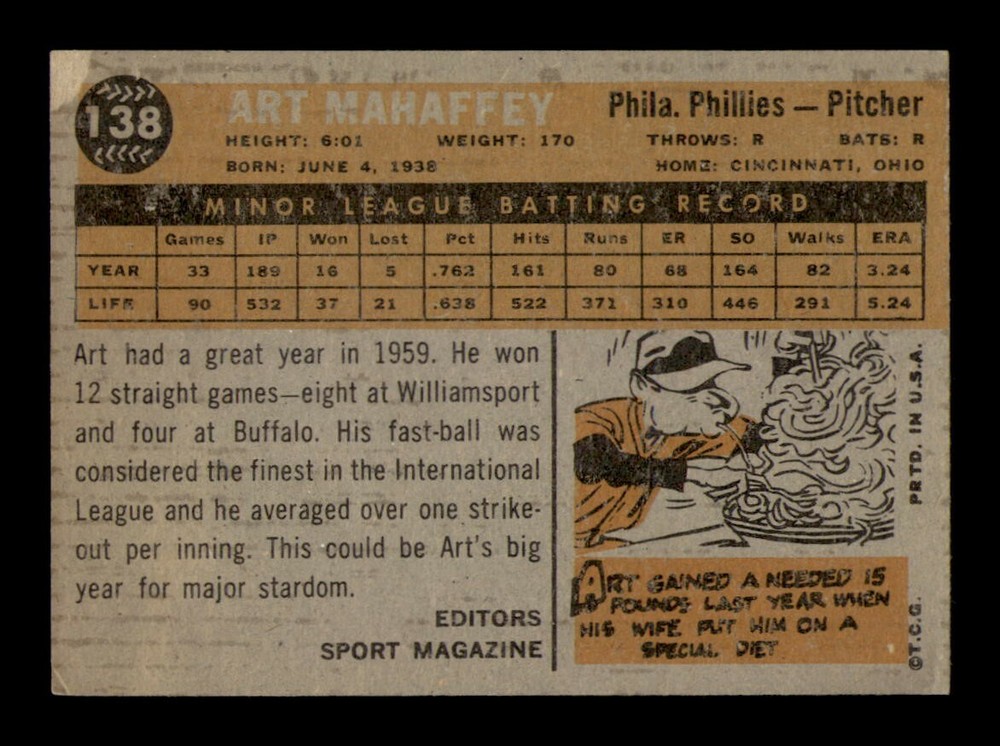 138
ART MAHAFFEY
Phila. Phillies — Pitcher
HEIGHT: 6:01 WEIGHT: 170 THROWS: R BATS: R
BORN: JUNE 4, 1938 HOME: CINCINNATI, OHIO
MINOR LEAGUE BATTING RECORD
Games IP Won Lost Pct Hits Runs ER SO Walks ERA
YEAR 33 189 16 5 .762 161 80 68 164 82 3.24
LIFE 90 532 37 21 .638 522 371 310 446 291 5.24
Art had a great year in 1959. He won
12 straight games—eight at Williamsport
and four at Buffalo. His fast-ball was
considered the finest in the International
League and he averaged over one strike-
out per inning. This could be Art's big
year for major stardom.
EDITORS
SPORT MAGAZINE
ART GAINED A NEEDED 15
POUNDS LAST YEAR WHEN
HIS WIFE PUT HIM ON A
SPECIAL DIET
PRTD. IN U.S.A.
©T.C.G.